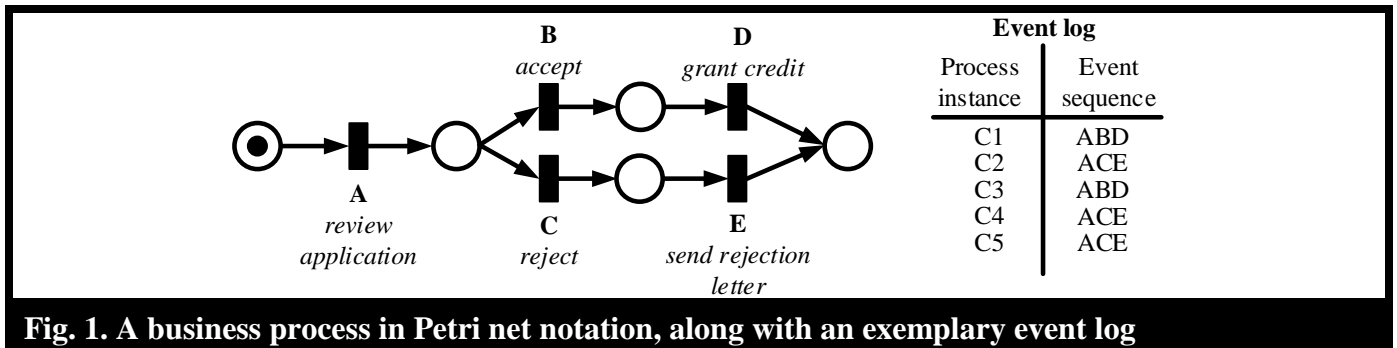 B
accept
D
grant credit
A
review
application
C
reject
E
send rejection
letter
Event log
Process instance
Event sequence
C1 ABD
C2 ACE
C3 ABD
C4 ACE
C5 ACE
Fig. 1. A business process in Petri net notation, along with an exemplary event log